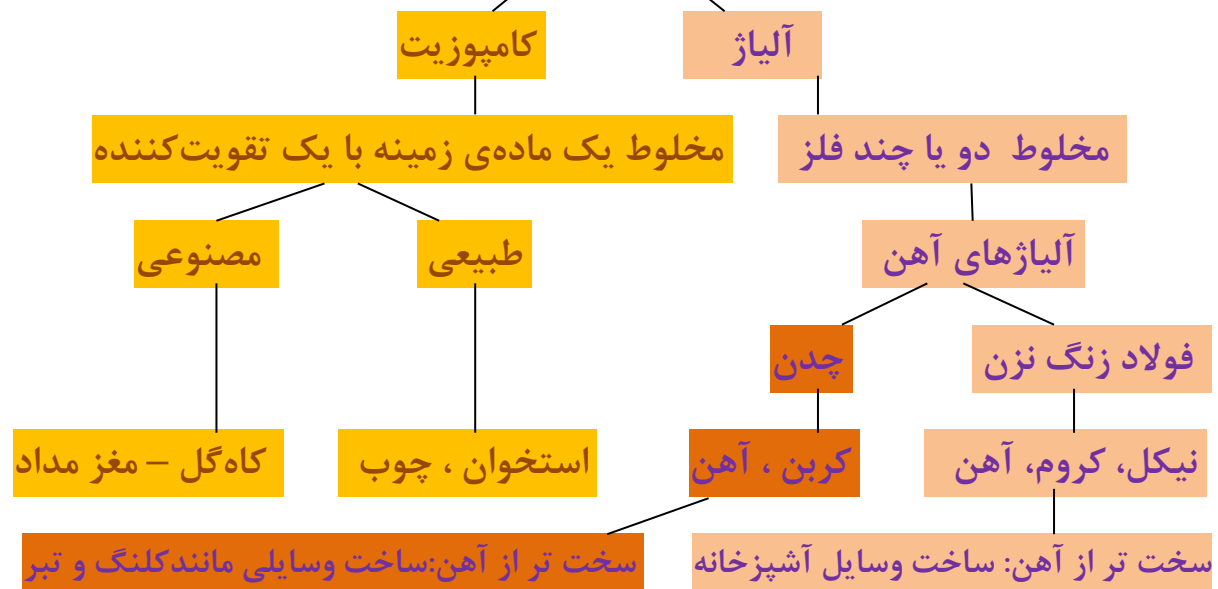 آلیاژ
کامپوزیت
مخلوط دو یا چند فلز
مخلوط یک ماده‌ی زمینه با یک تقویت‌کننده
آلیاژهای آهن
طبیعی
مصنوعی
فولاد زنگ نزن
چدن
نیکل، کروم، آهن
کربن ، آهن
استخوان ، چوب
کاه‌گل – مغز مداد
سخت تر از آهن: ساخت وسایل آشپزخانه
سخت تر از آهن:ساخت وسایلی مانندکلنگ و تبر